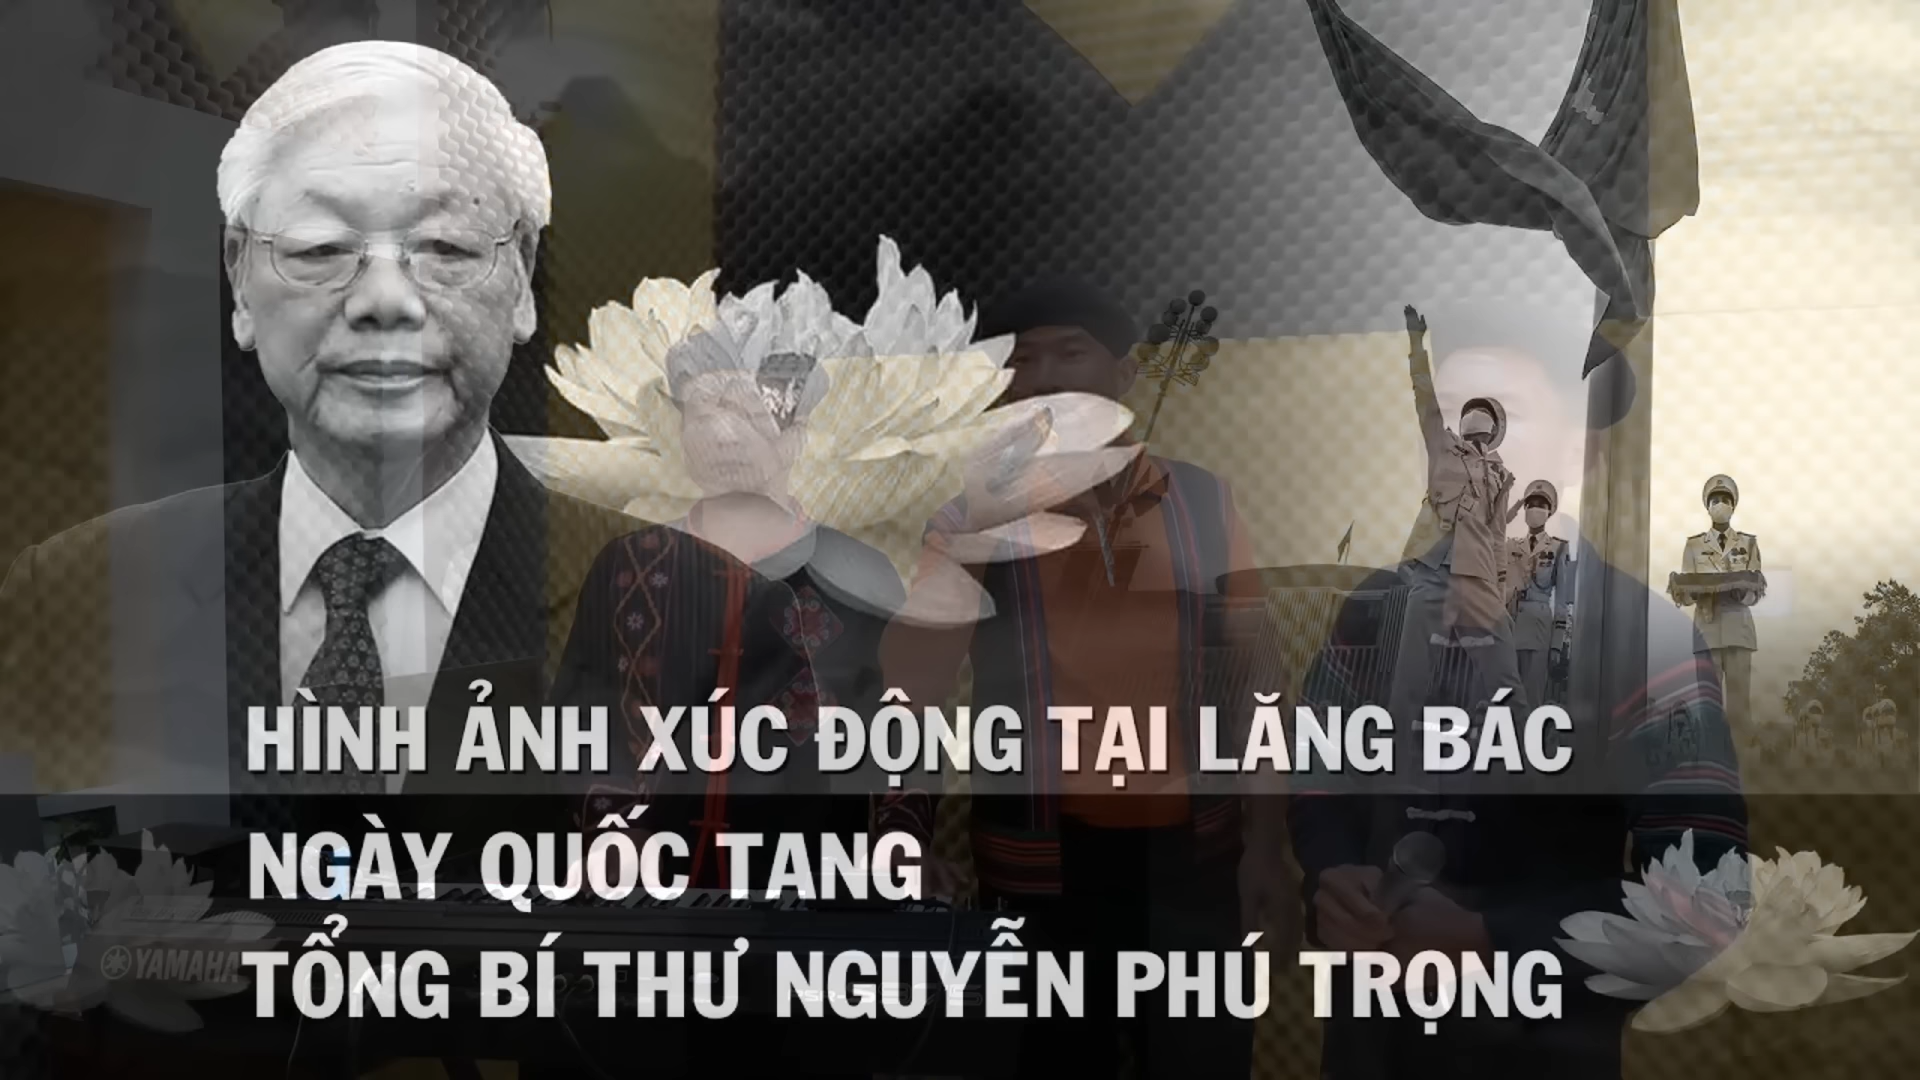 HÌNH ẢNH XÚC ĐỘNG TẠI LĂNG BÁC
NGÀY QUỐC TANG
TỔNG BÍ THƯ NGUYỄN PHÚ TRỌNG
YAMAHA